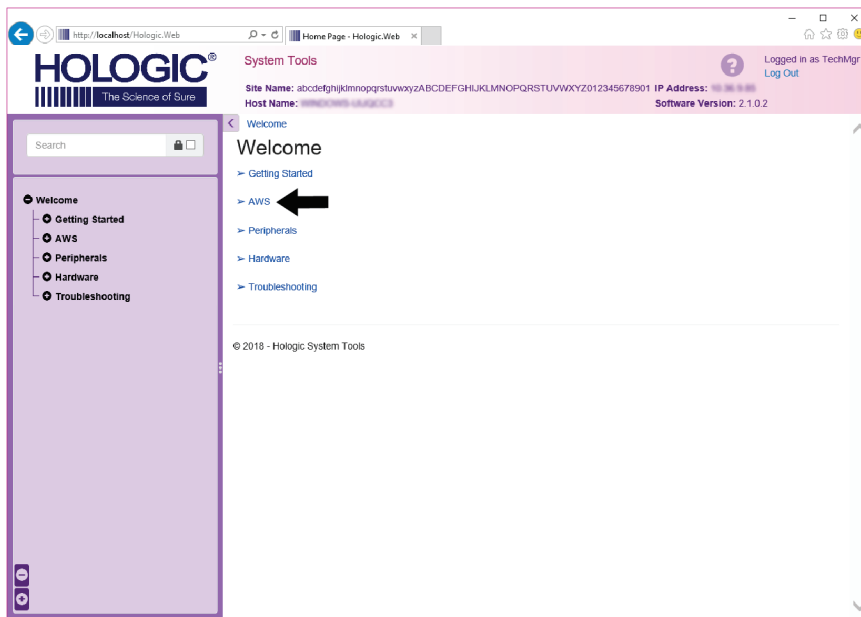 http://localhost/Hologic.Web
Home Page - Hologic.Web
HOLOGIC®
The Science of Sure
System Tools
Logged in as TechMgr
Log Out
Site Name: abcdefghijklmnopqrstuvwxyzABCDEFGHIJKLMNOPQRSTUVWXYZ012345678901 IP Address:
Host Name:
Software Version: 2.1.0.2
Search
Welcome
Getting Started
AWS
Peripherals
Hardware
Troubleshooting
Welcome
Welcome
➢ Getting Started
➢ AWS
➢ Peripherals
➢ Hardware
➢ Troubleshooting
© 2018 - Hologic System Tools